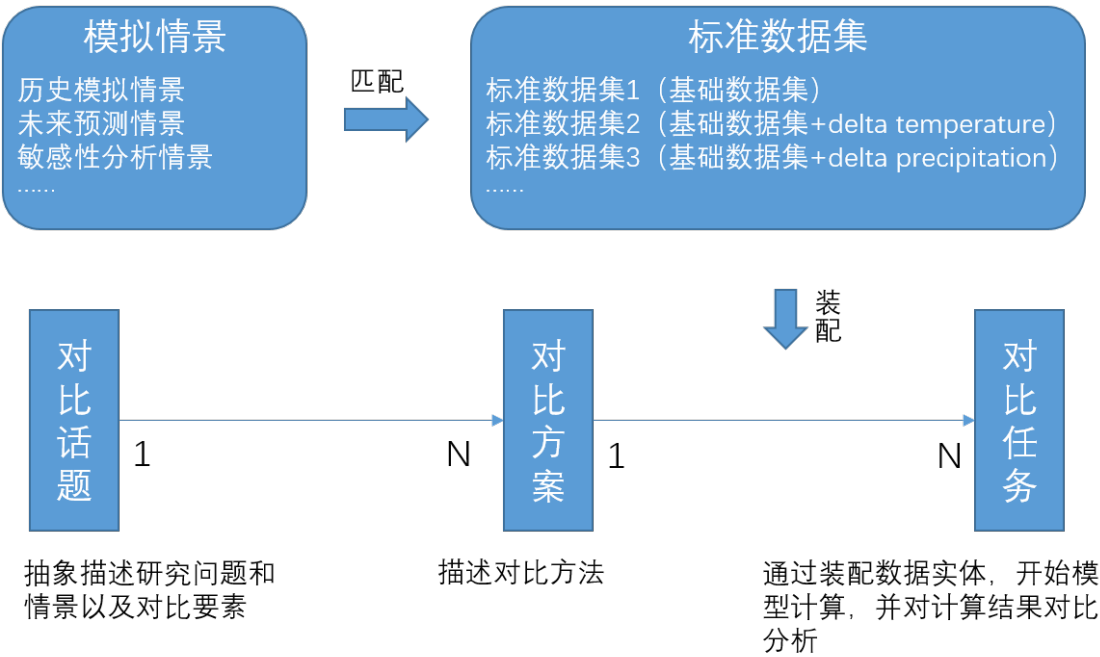 模拟情景
历史模拟情景
未来预测情景
敏感性分析情景
……
匹配
标准数据集
标准数据集1（基础数据集）
标准数据集2（基础数据集+delta temperature）
标准数据集3（基础数据集+delta precipitation）
……
装
配
对
比
话
题
1
N
对
比
方
案
1
N
对
比
任
务
抽象描述研究问题和
情景以及对比要素
描述对比方法
通过装配数据实体，开始模
型计算，并对计算结果对比
分析